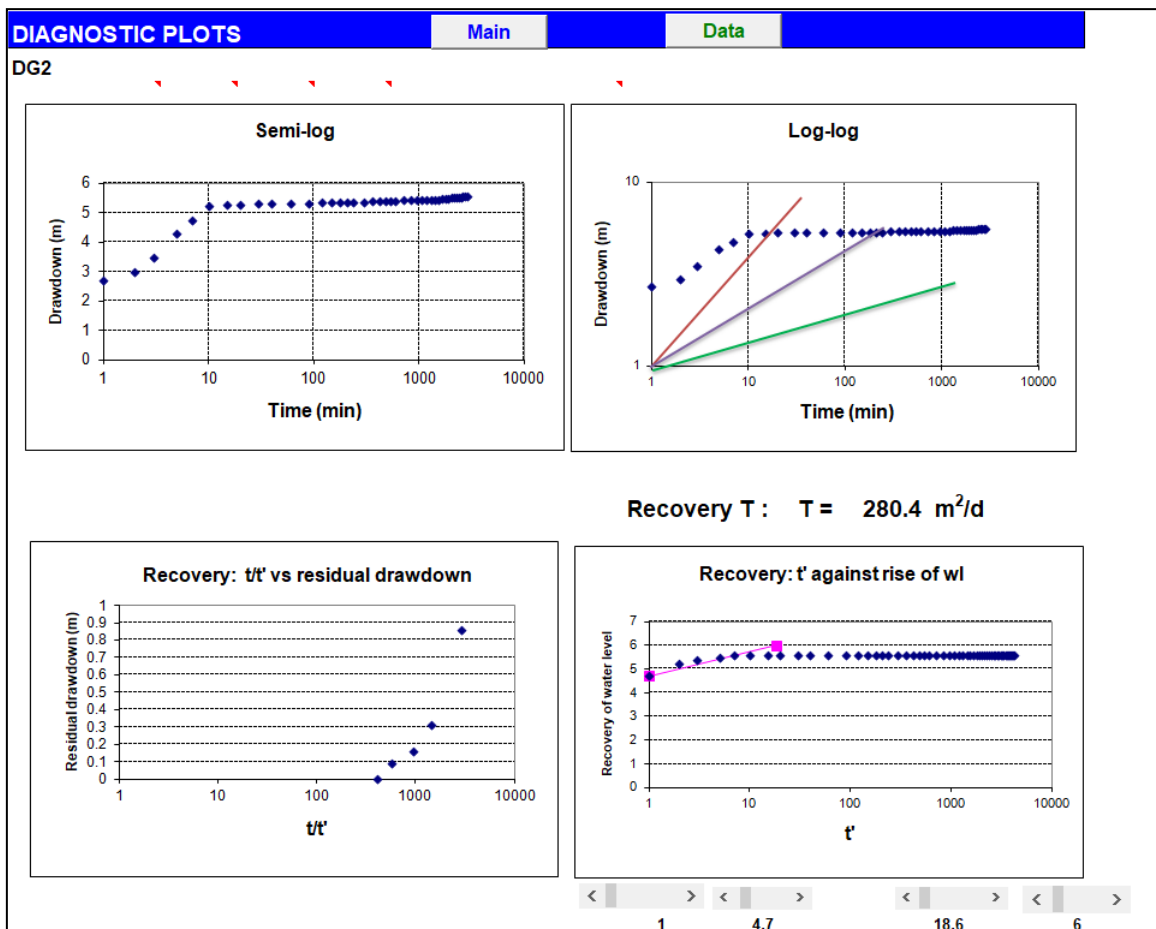 DIAGNOSTIC PLOTS Main Data
DG2
Semi-log
6
5
4
3
2
1
0
Drawdown (m)
1 10 100 1000 10000
Time (min)
Log-log
10
1
Drawdown (m)
1 10 100 1000 10000
Time (min)
Recovery T : T = 280.4 m²/d
Recovery: t/t' vs residual drawdown
1
0.9
0.8
0.7
0.6
0.5
0.4
0.3
0.2
0.1
0
Residual drawdown (m)
1 10 100 1000 10000
t/t'
Recovery: t' against rise of wl
7
6
5
4
3
2
1
0
Recovery of water level
1 10 100 1000 10000
t'
1 4.7 18.6 6